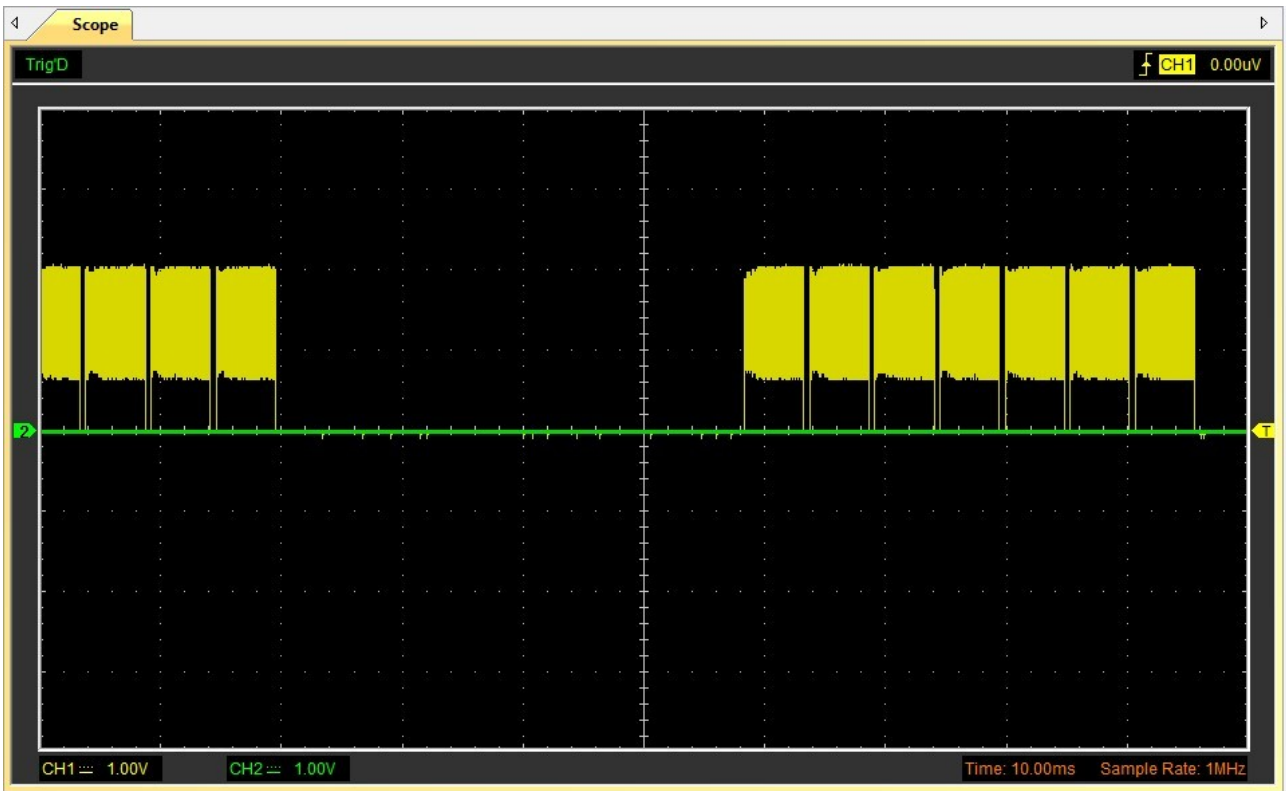 Scope
Trig'D
CH1 0.00uV
2
T
CH1 1.00V
CH2 1.00V
Time: 10.00ms Sample Rate: 1MHz